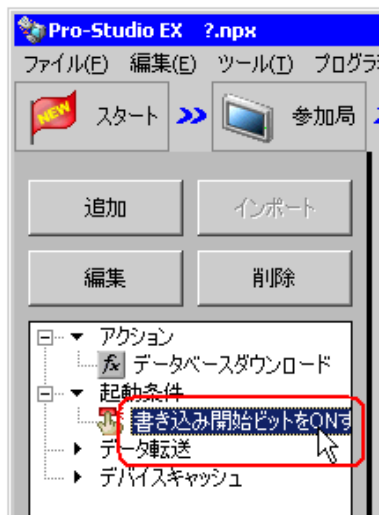 Pro-Studio EX ?.npx
ファイル(F) 編集(E) ツール(T) プログラ
NEW スタート 参加局
追加 インポート
編集 削除
アクション
fx データベースダウンロード
起動条件
書き込み開始ビットをONす
データ転送
デバイスキャッシュ